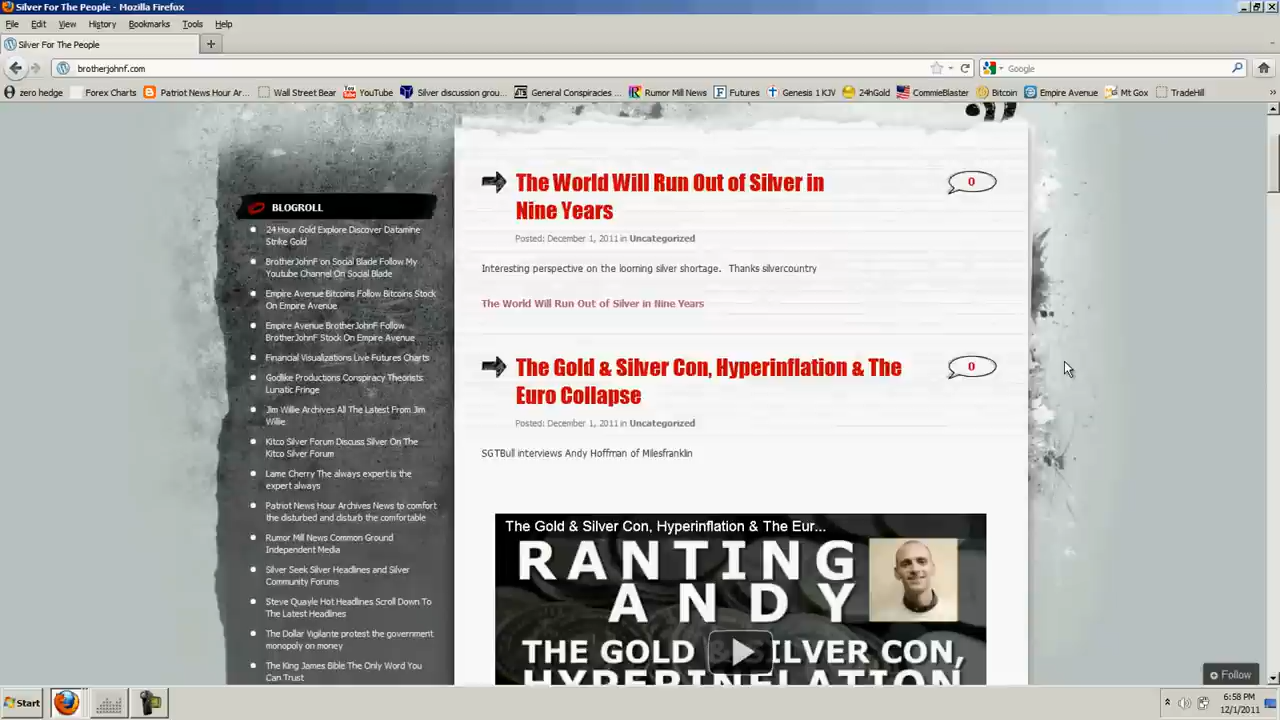 Silver For The People - Mozilla Firefox
File Edit View History Bookmarks Tools Help
Silver For The People
brotherjohnf.com
Google
zero hedge Forex Charts Patriot News Hour Ar... Wall Street Bear YouTube Silver discussion grou... General Conspiracies ... Rumor Mill News Futures Genesis 1 KJV 24hGold CommieBlaster Bitcoin Empire Avenue Mt Gox TradeHill
BLOGROLL
24 Hour Gold Explore Discover Datamine
Strike Gold
BrotherJohnF on Social Blade Follow My
Youtube Channel On Social Blade
Empire Avenue Bitcoins Follow Bitcoins Stock
On Empire Avenue
Empire Avenue BrotherJohnF Follow
BrotherJohnF Stock On Empire Avenue
Financial Visualizations Live Futures Charts
Godlike Productions Conspiracy Theorists
Lunatic Fringe
Jim Willie Archives All The Latest From Jim
Willie
Kitco Silver Forum Discuss Silver On The
Kitco Silver Forum
Lame Cherry The always expert is the
expert always
Patriot News Hour Archives News to comfort
the disturbed and disturb the comfortable
Rumor Mill News Common Ground
Independent Media
Silver Seek Silver Headlines and Silver
Community Forums
Steve Quayle Hot Headlines Scroll Down To
The Latest Headlines
The Dollar Vigilante protest the government
monopoly on money
The King James Bible The Only Word You
Can Trust
The World Will Run Out of Silver in
Nine Years
0
Posted: December 1, 2011 in Uncategorized
Interesting perspective on the looming silver shortage. Thanks silvercountry
The World Will Run Out of Silver in Nine Years
The Gold & Silver Con, Hyperinflation & The
Euro Collapse
0
Posted: December 1, 2011 in Uncategorized
SGTBull interviews Andy Hoffman of Milesfranklin
The Gold & Silver Con, Hyperinflation & The Eur...
RANTING
ANDY
THE GOLD & SILVER CON,
HYPERINFLATION
Follow
Start
6:58 PM
12/1/2011